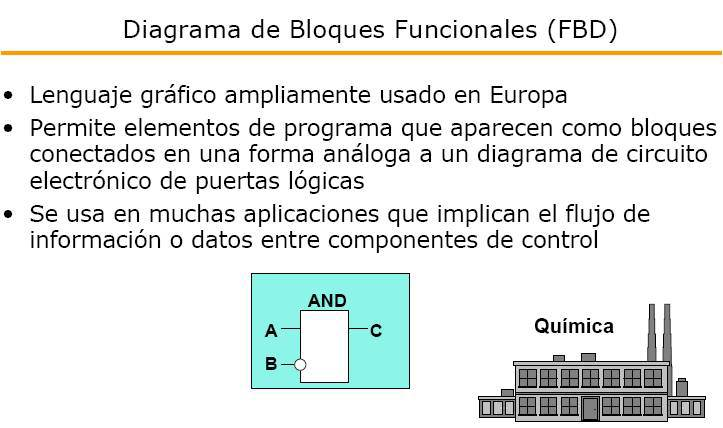 Diagrama de Bloques Funcionales (FBD)
• Lenguaje gráfico ampliamente usado en Europa
• Permite elementos de programa que aparecen como bloques
conectados en una forma análoga a un diagrama de circuito
electrónico de puertas lógicas
• Se usa en muchas aplicaciones que implican el flujo de
información o datos entre componentes de control
AND
A
C
B
Química